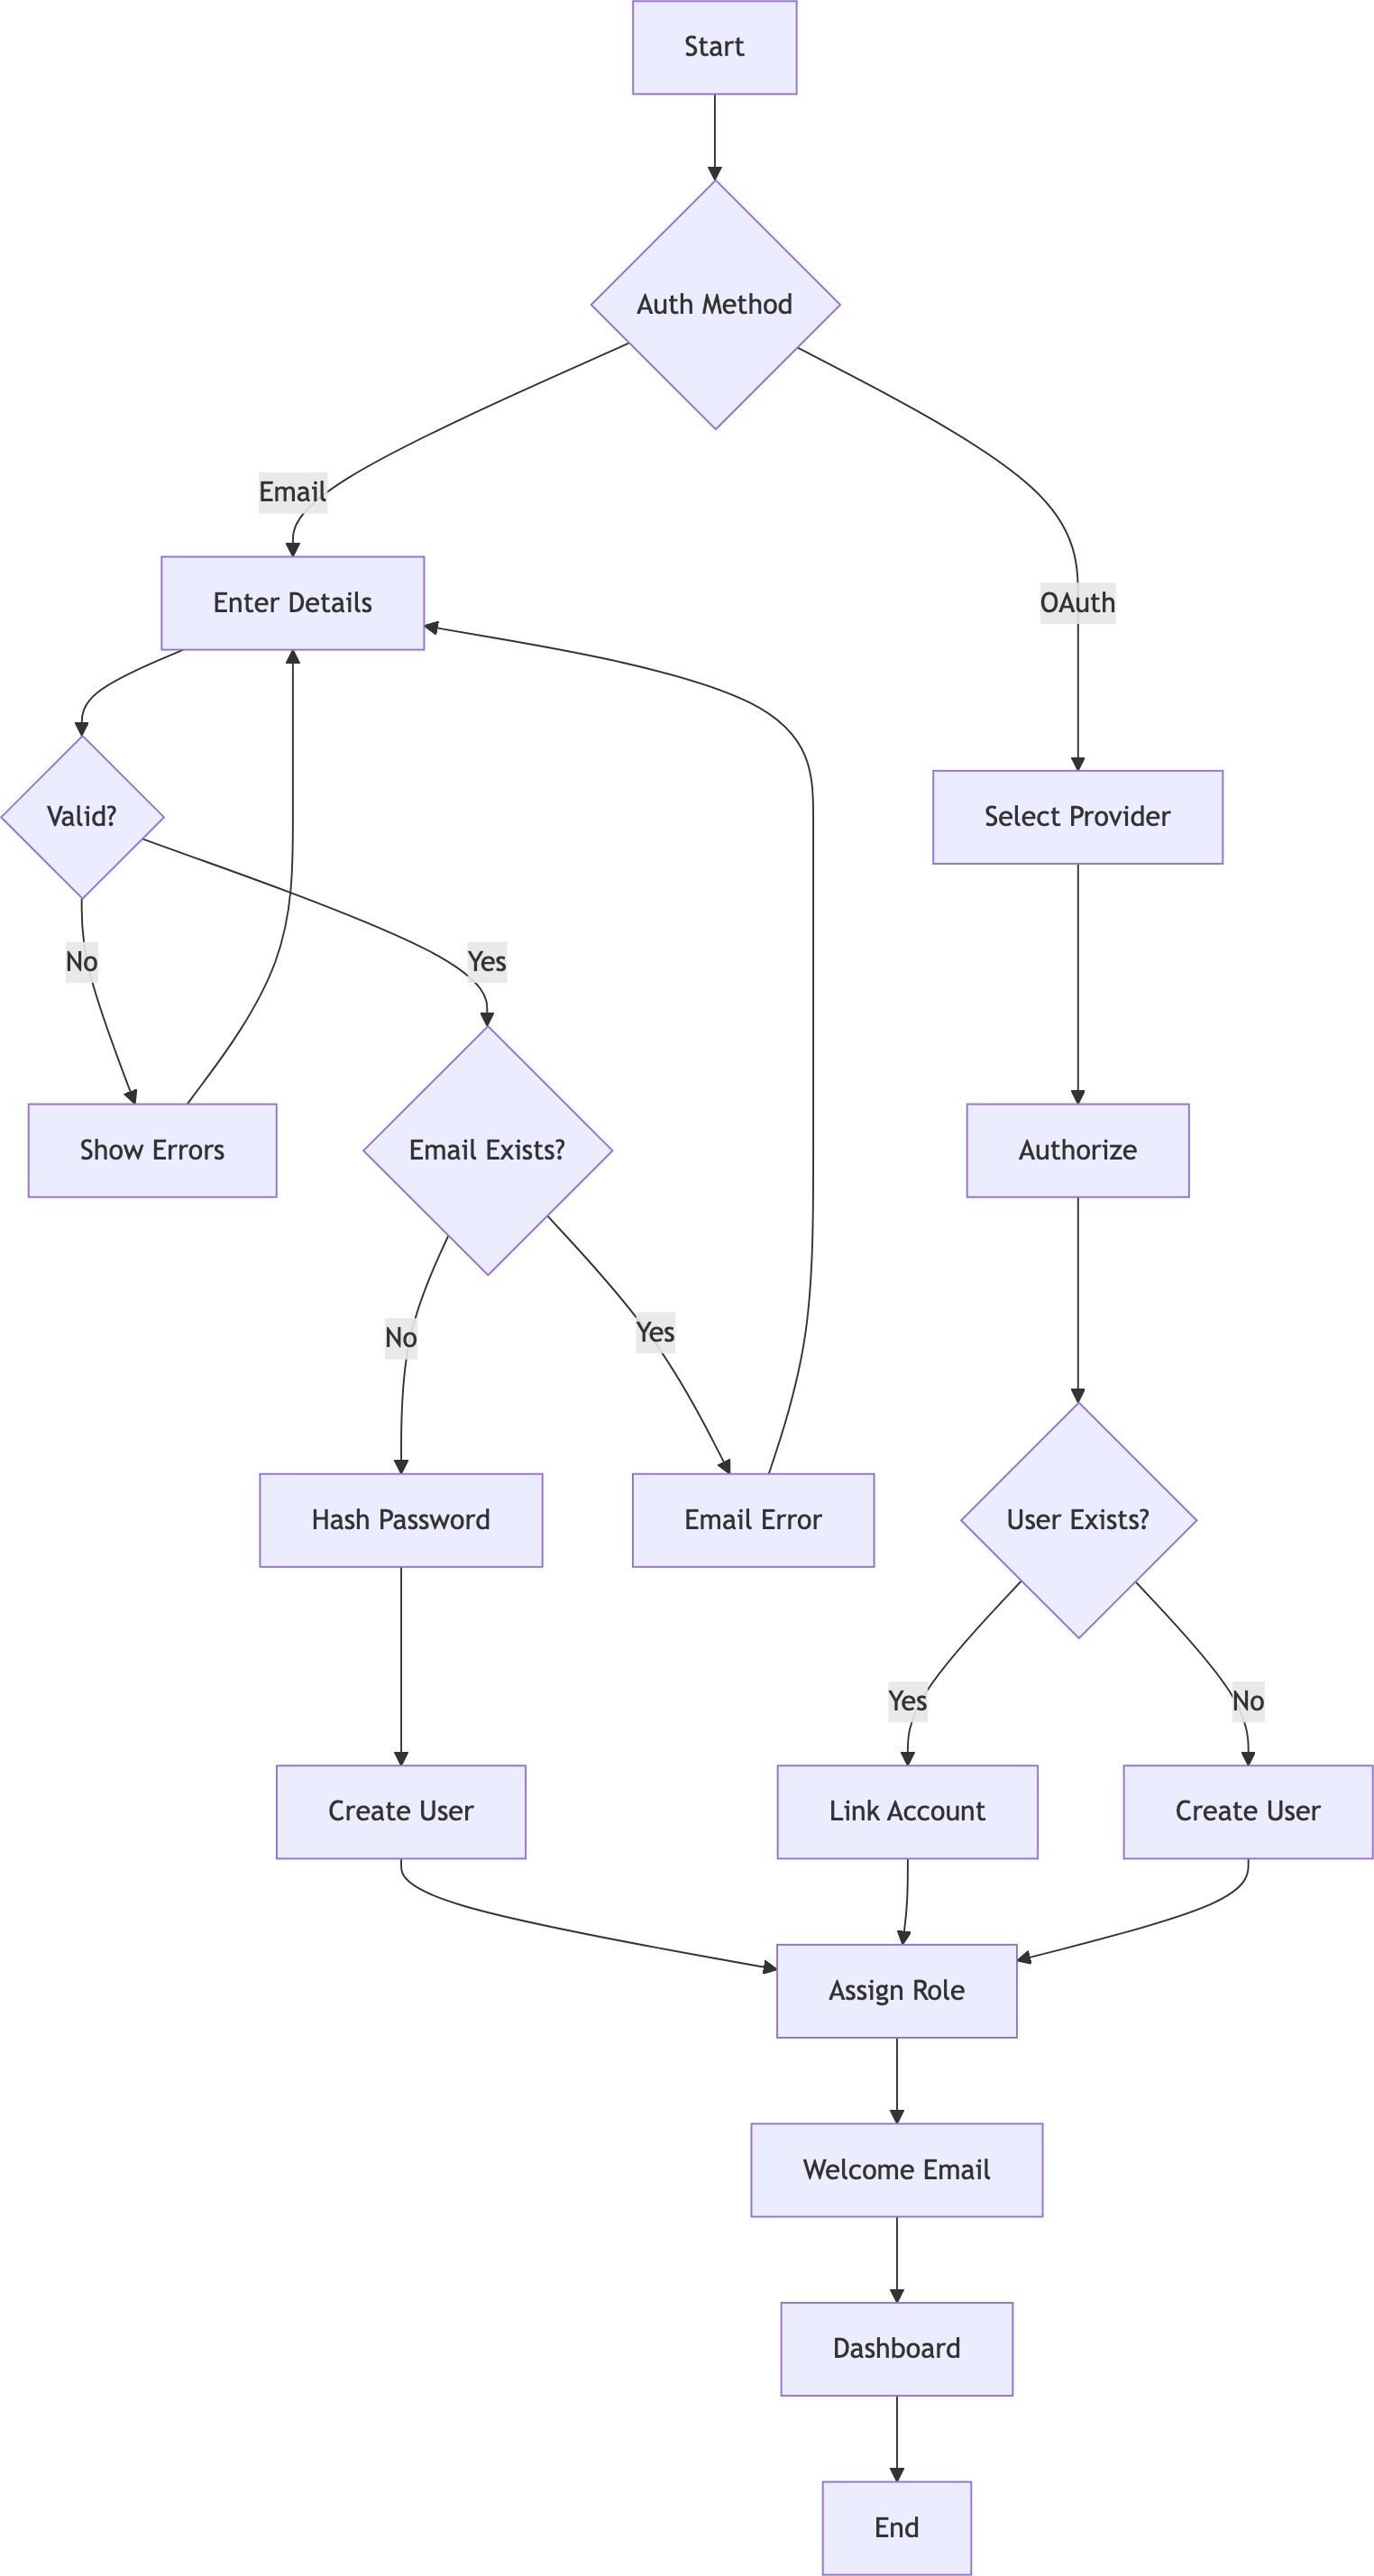 Start
Auth Method
Email
OAuth
Enter Details
Valid?
Select Provider
No
Yes
Show Errors
Email Exists?
Authorize
No
Yes
Hash Password
Email Error
User Exists?
Yes
No
Create User
Link Account
Create User
Assign Role
Welcome Email
Dashboard
End